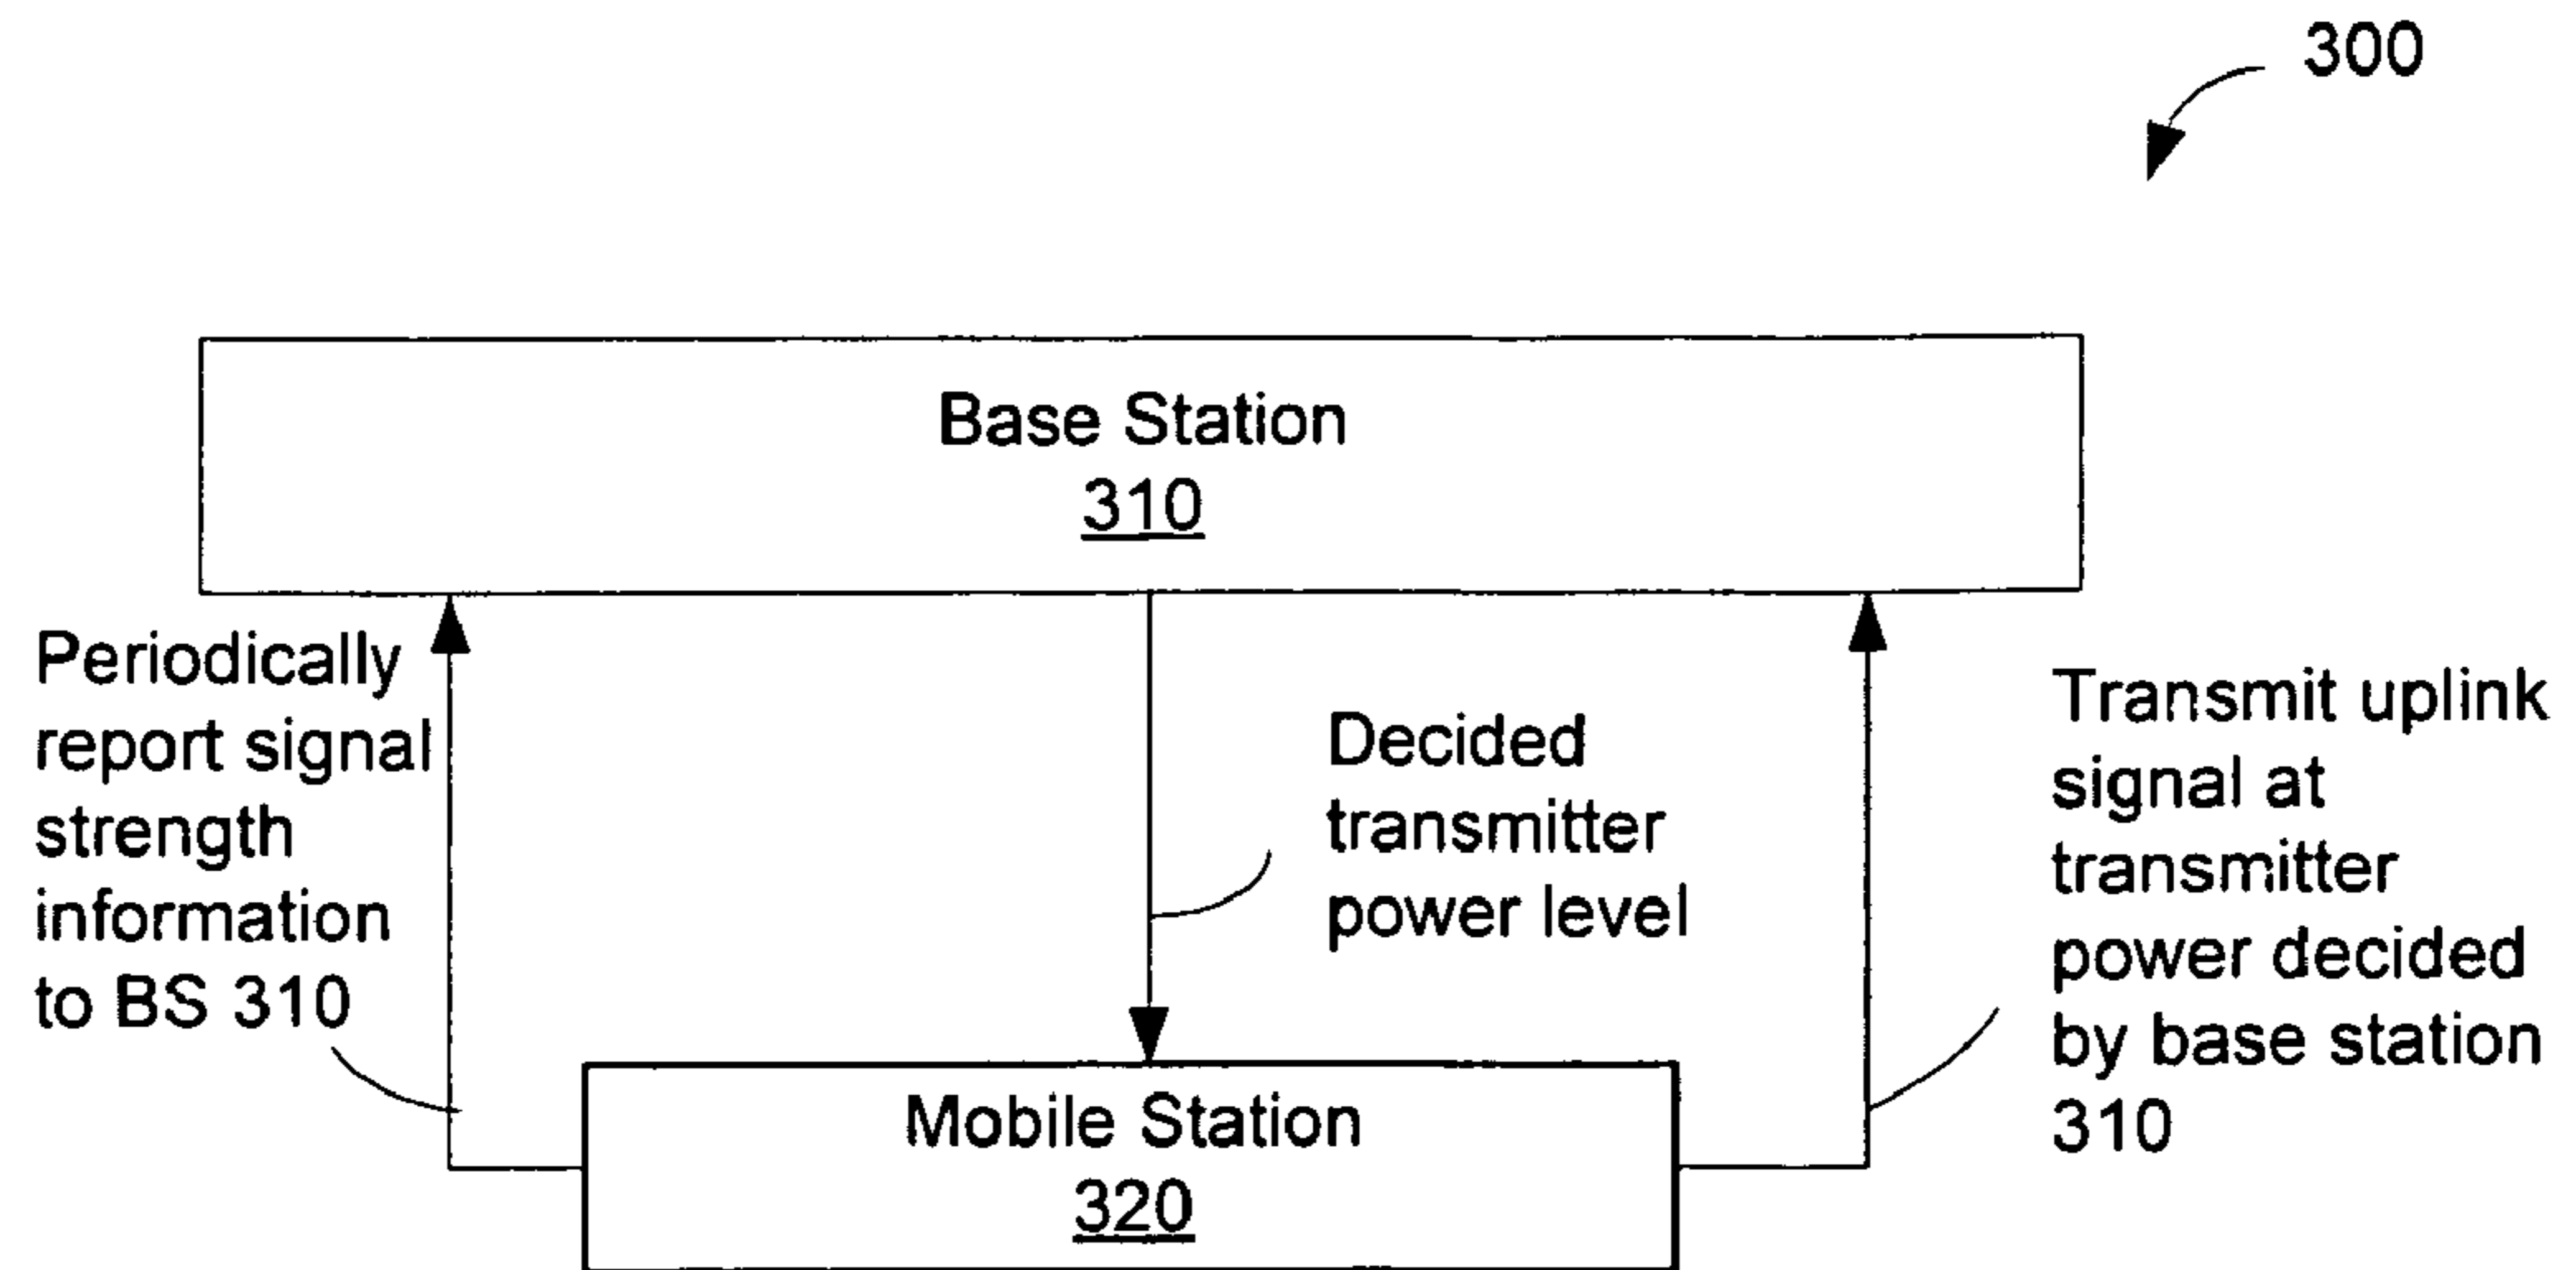 300
Base Station
310
Periodically
report signal
strength
information
to BS 310
Decided
transmitter
power level
Transmit uplink
signal at
transmitter
power decided
by base station
310
Mobile Station
320